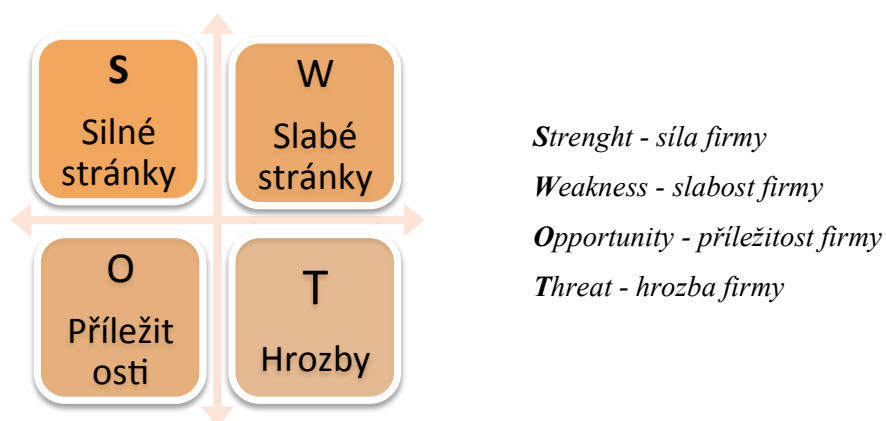 S
Silné
stránky
W
Slabé
stránky
O
Příležit
osti
T
Hrozby
Strenght - síla firmy
Weakness - slabost firmy
Opportunity - příležitost firmy
Threat - hrozba firmy